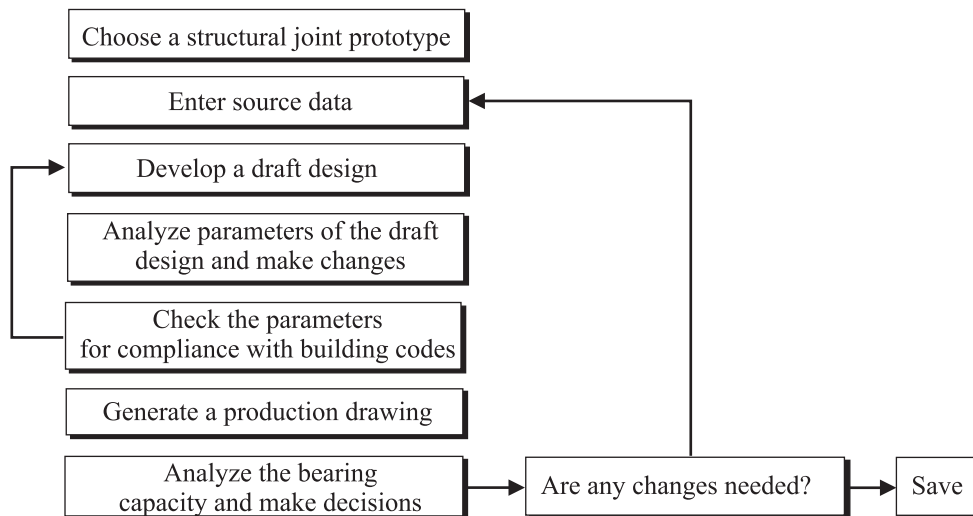 Choose a structural joint prototype
Enter source data
Develop a draft design
Analyze parameters of the draft
design and make changes
Check the parameters
for compliance with building codes
Generate a production drawing
Analyze the bearing
capacity and make decisions
Are any changes needed?
Save